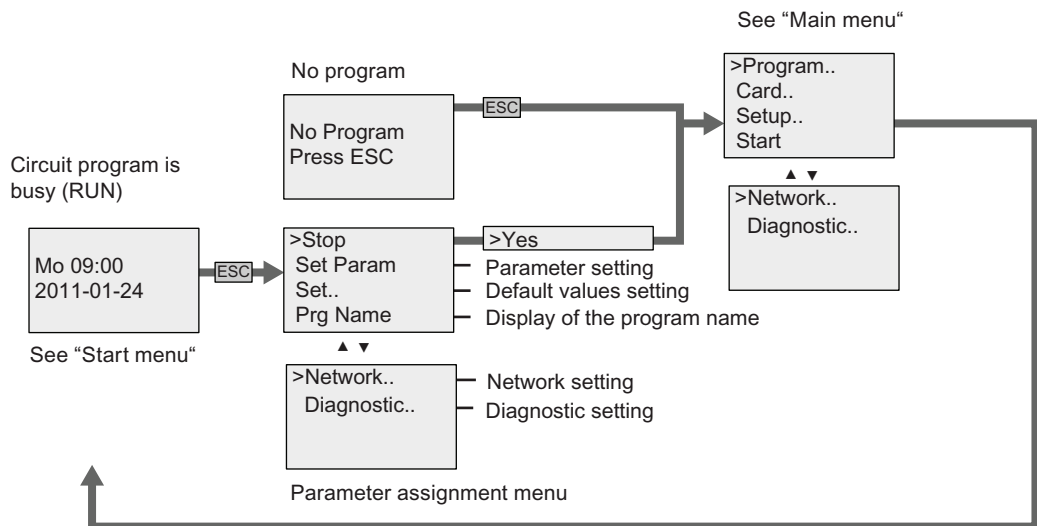 See “Main menu“
No program
>Program..
Card..
Setup..
Start
ESC
No Program
Press ESC
▲ ▼
>Network..
Diagnostic..
Circuit program is
busy (RUN)
Mo 09:00
2011-01-24
ESC
>Stop
Set Param
Set..
Prg Name
>Yes
Parameter setting
Default values setting
Display of the program name
See “Start menu“
▲ ▼
>Network..
Diagnostic..
Network setting
Diagnostic setting
Parameter assignment menu